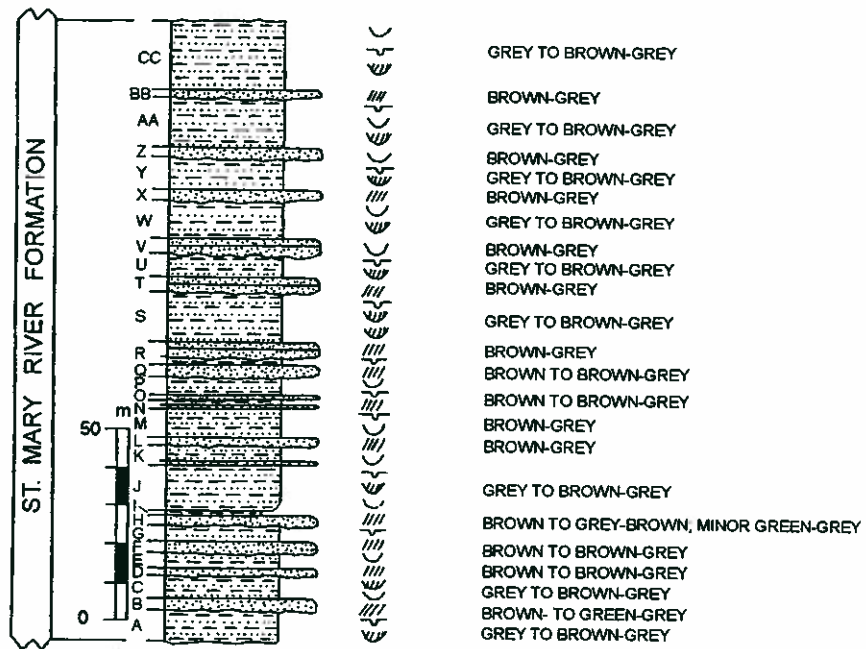 ST. MARY RIVER FORMATION
CC GREY TO BROWN-GREY
BB BROWN-GREY
AA GREY TO BROWN-GREY
Z BROWN-GREY
Y GREY TO BROWN-GREY
X BROWN-GREY
W GREY TO BROWN-GREY
V BROWN-GREY
U GREY TO BROWN-GREY
T BROWN-GREY
S GREY TO BROWN-GREY
R BROWN-GREY
Q BROWN TO BROWN-GREY
P
O BROWN TO BROWN-GREY
N
m
M BROWN-GREY
50
L BROWN-GREY
K
J GREY TO BROWN-GREY
I
H BROWN TO GREY-BROWN, MINOR GREEN-GREY
G
F BROWN TO BROWN-GREY
E
D BROWN TO BROWN-GREY
C GREY TO BROWN-GREY
B BROWN- TO GREEN-GREY
0
A GREY TO BROWN-GREY